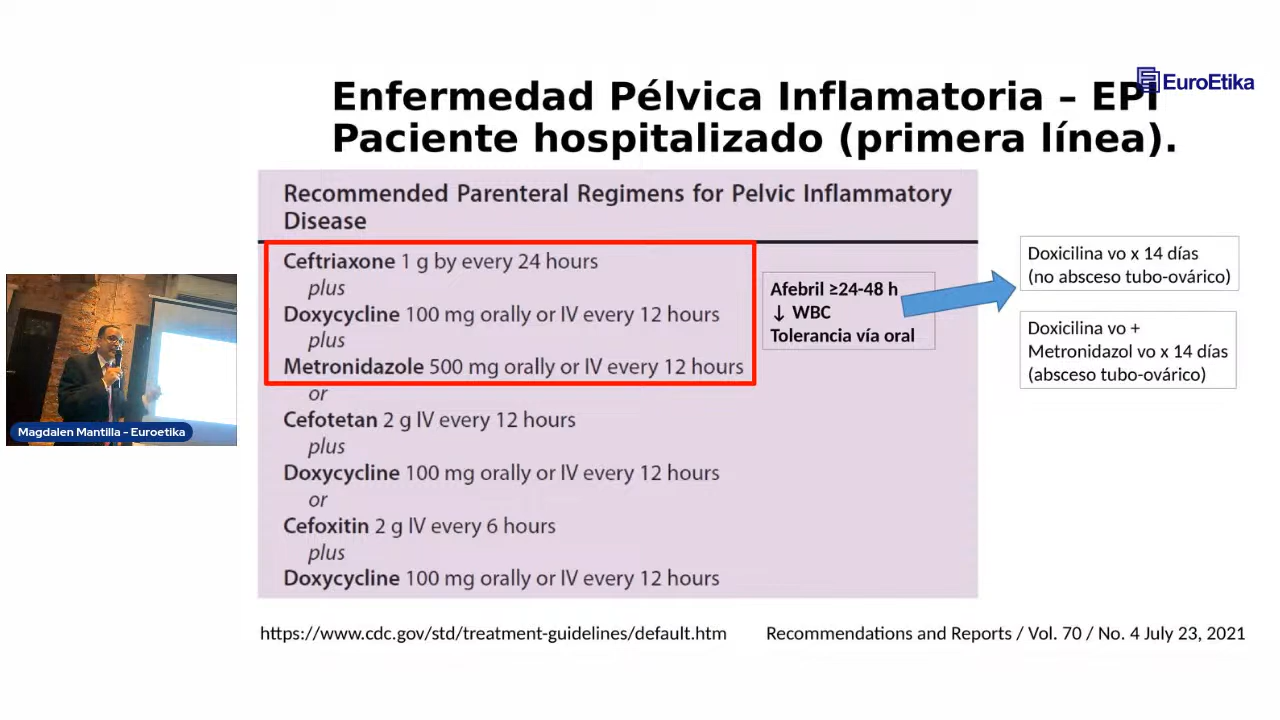 EuroEtika
Enfermedad Pélvica Inflamatoria – EPI
Paciente hospitalizado (primera línea).
Recommended Parenteral Regimens for Pelvic Inflammatory
Disease
Ceftriaxone 1 g by every 24 hours
plus
Doxycycline 100 mg orally or IV every 12 hours
plus
Metronidazole 500 mg orally or IV every 12 hours
or
Cefotetan 2 g IV every 12 hours
plus
Doxycycline 100 mg orally or IV every 12 hours
or
Cefoxitin 2 g IV every 6 hours
plus
Doxycycline 100 mg orally or IV every 12 hours
Afebril ≥24-48 h
↓ WBC
Tolerancia vía oral
Doxicilina vo x 14 días
(no absceso tubo-ovárico)
Doxicilina vo +
Metronidazol vo x 14 días
(absceso tubo-ovárico)
Magdalen Mantilla – Euroetika
https://www.cdc.gov/std/treatment-guidelines/default.htm
Recommendations and Reports / Vol. 70 / No. 4 July 23, 2021